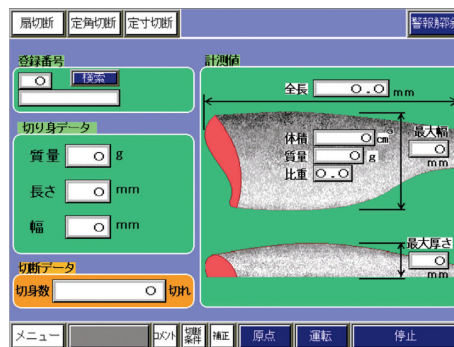 扇切断 定角切断 定寸切断 警報解除
登録番号
0 検索
切り身データ
質量 0 g
長さ 0 mm
幅 0 mm
切断データ
切身数 0 切れ
計測値
全長 0.0 mm
体積 0 cm³
質量 0 g
比重 0.0
最大幅
0
mm
最大厚さ
0
mm
メニュー コメント 切断条件 補正 原点 運転 停止